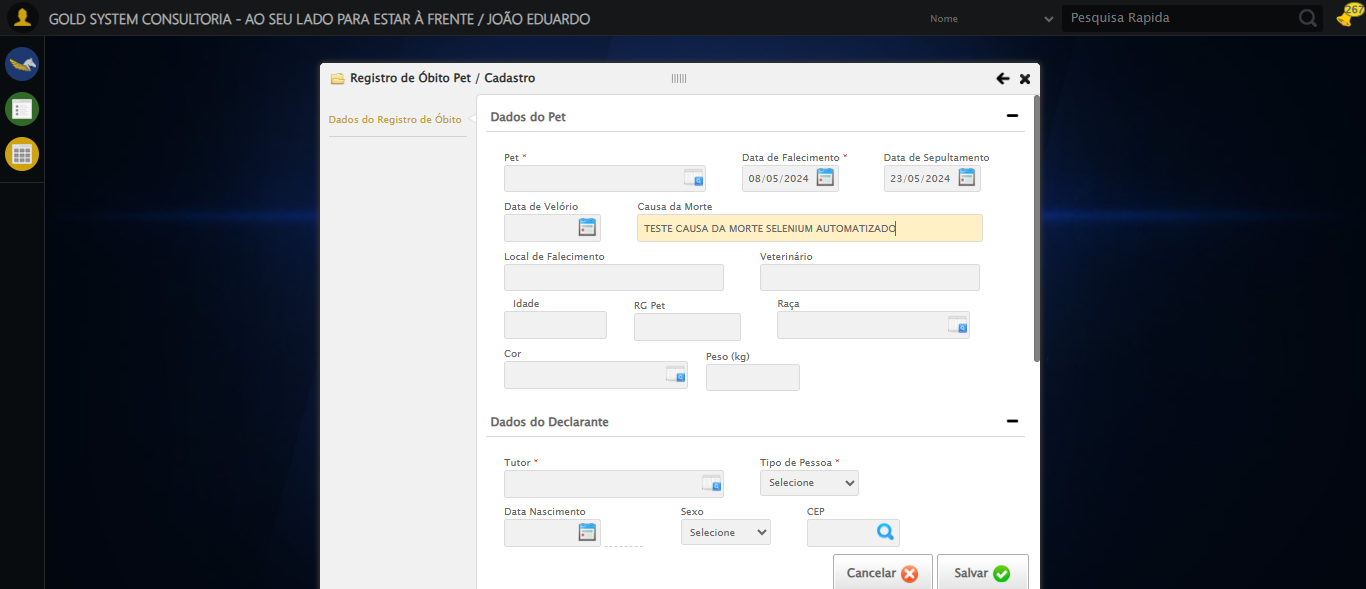 GOLD SYSTEM CONSULTORIA - AO SEU LADO PARA ESTAR À FRENTE / JOÃO EDUARDO
Nome
Pesquisa Rapida
267
Registro de Óbito Pet / Cadastro
Dados do Registro de Óbito
Dados do Pet
Pet *
Data de Falecimento *
Data de Sepultamento
08/05/2024
23/05/2024
Data de Velório
Causa da Morte
TESTE CAUSA DA MORTE SELENIUM AUTOMATIZADO
Local de Falecimento
Veterinário
Idade
RG Pet
Raça
Cor
Peso (kg)
Dados do Declarante
Tutor *
Tipo de Pessoa *
Selecione
Data Nascimento
Sexo
CEP
Selecione
Cancelar
Salvar